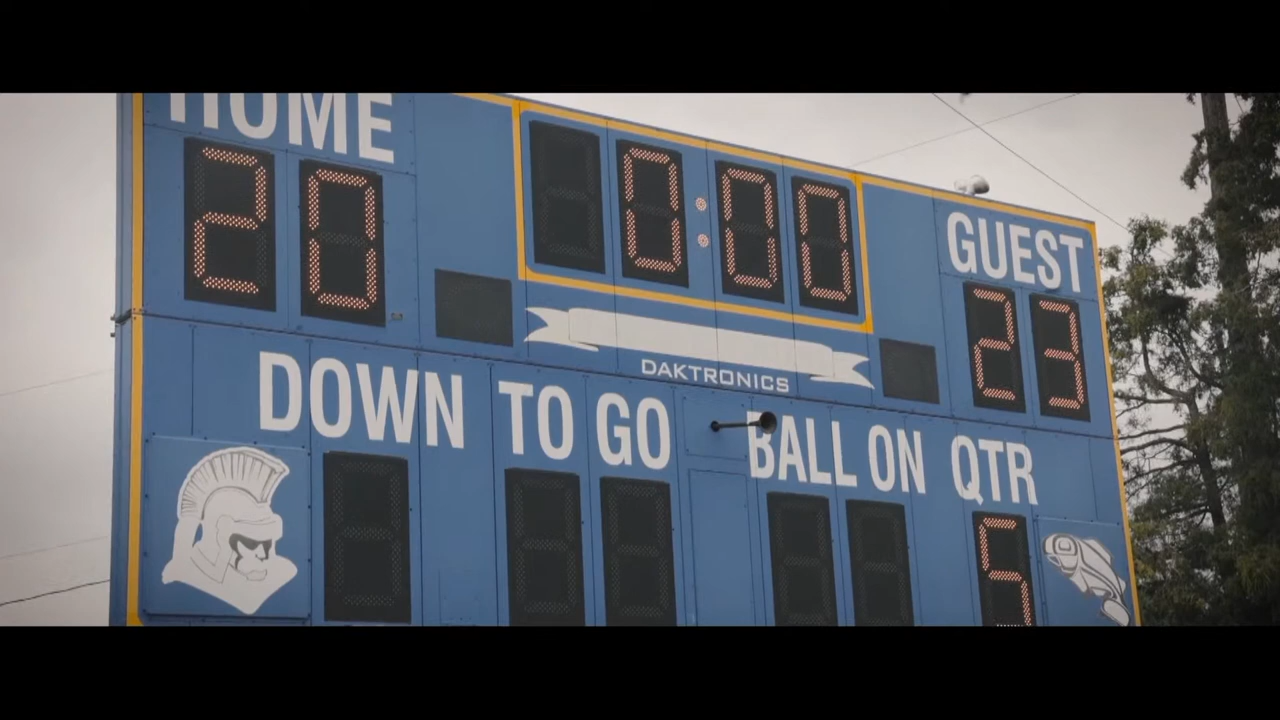 HOME
GUEST
20
0:00
23
DAKTRONICS
DOWN TO GO BALL ON QTR
5